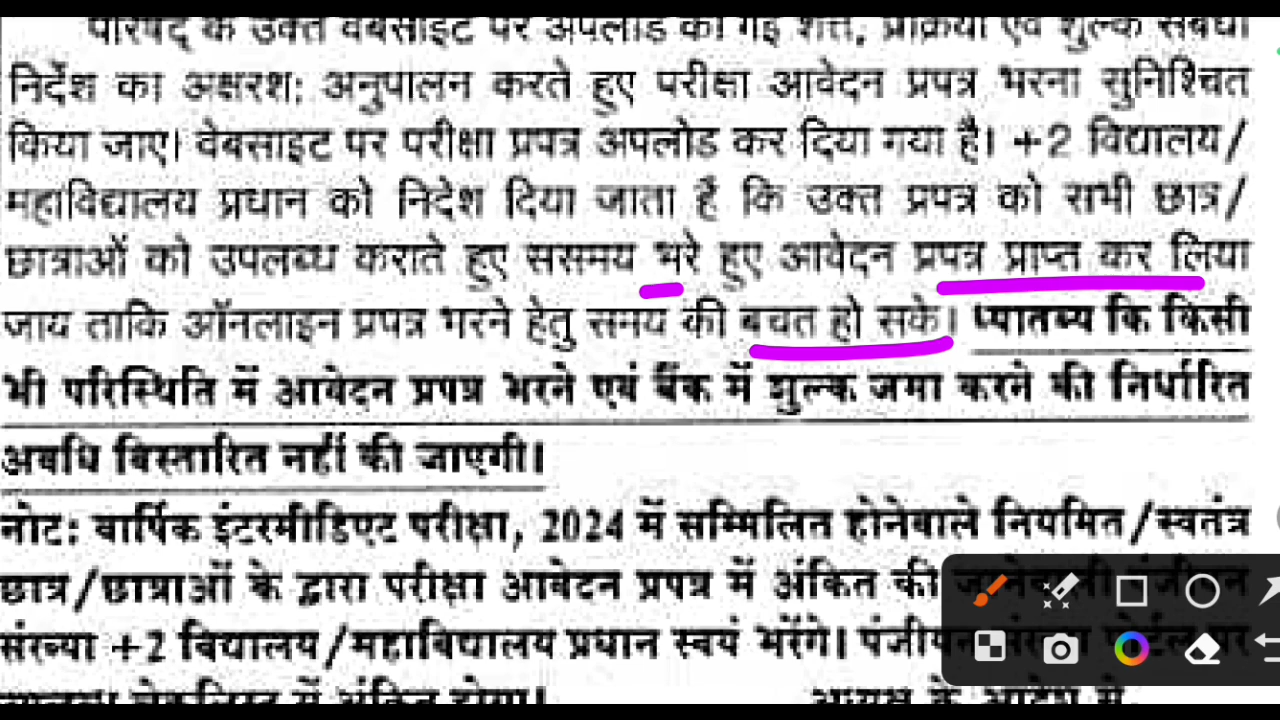 परिषद् के उक्त वेबसाइट पर अपलोड की गई शर्त्त, प्रक्रिया एवं शुल्क संबंधी
निर्देश का अक्षरश: अनुपालन करते हुए परीक्षा आवेदन प्रपत्र भरना सुनिश्चित
किया जाए। वेबसाइट पर परीक्षा प्रपत्र अपलोड कर दिया गया है। +2 विद्यालय/
महाविद्यालय प्रधान को निदेश दिया जाता है कि उक्त प्रपत्र को सभी छात्र/
छात्राओं को उपलब्ध कराते हुए ससमय भरे हुए आवेदन प्रपत्र प्राप्त कर लिया
जाय ताकि ऑनलाइन प्रपत्र भरने हेतु समय की बचत हो सके। ध्यातव्य कि किसी
भी परिस्थिति में आवेदन प्रपत्र भरने एवं बैंक में शुल्क जमा करने की निर्धारित
अवधि विस्तारित नहीं की जाएगी।
नोट: वार्षिक इंटरमीडिएट परीक्षा, 2024 में सम्मिलित होनेवाले नियमित/स्वतंत्र
छात्र/छात्राओं के द्वारा परीक्षा आवेदन प्रपत्र में अंकित की
संख्या +2 विद्यालय/महाविद्यालय प्रधान स्वयं भरेंगे। पर
में अंकित होगा। अध्यक्ष के आदेश से,